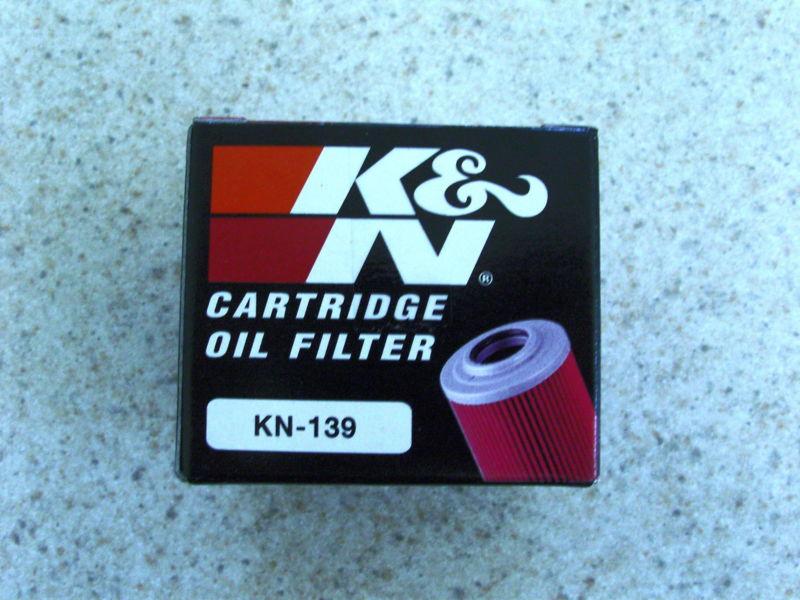 K&N®
CARTRIDGE
OIL FILTER
KN-139